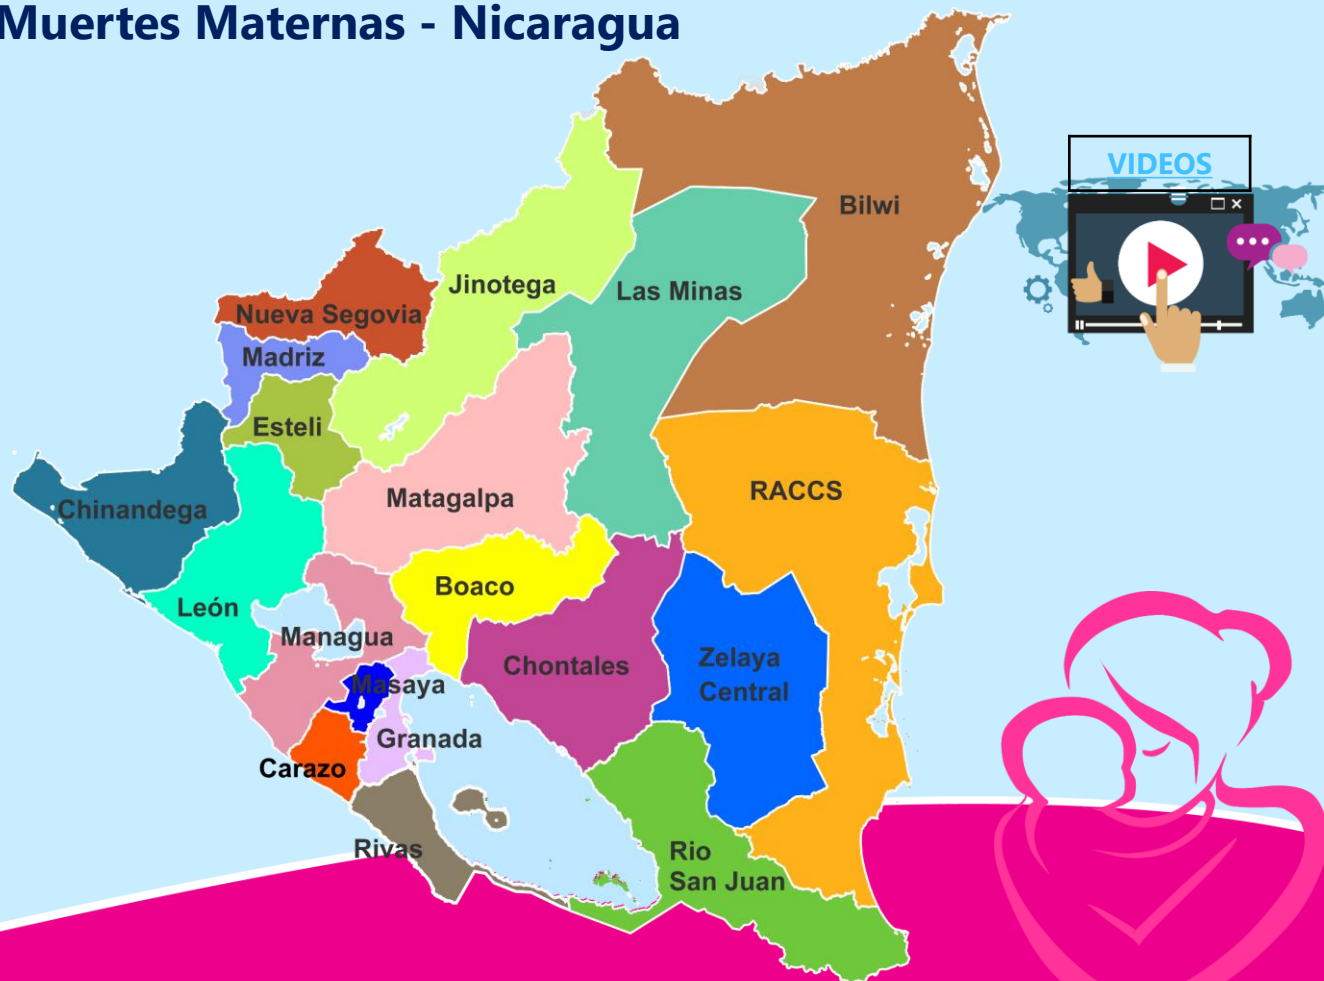 Muertes Maternas - Nicaragua
VIDEOS
Bilwi
Jinotega
Las Minas
Nueva Segovia
Madriz
Esteli
Chinandega
Matagalpa
RACCS
Boaco
León
Managua
Chontales
Zelaya
Central
Masaya
Granada
Carazo
Rivas
Rio
San Juan